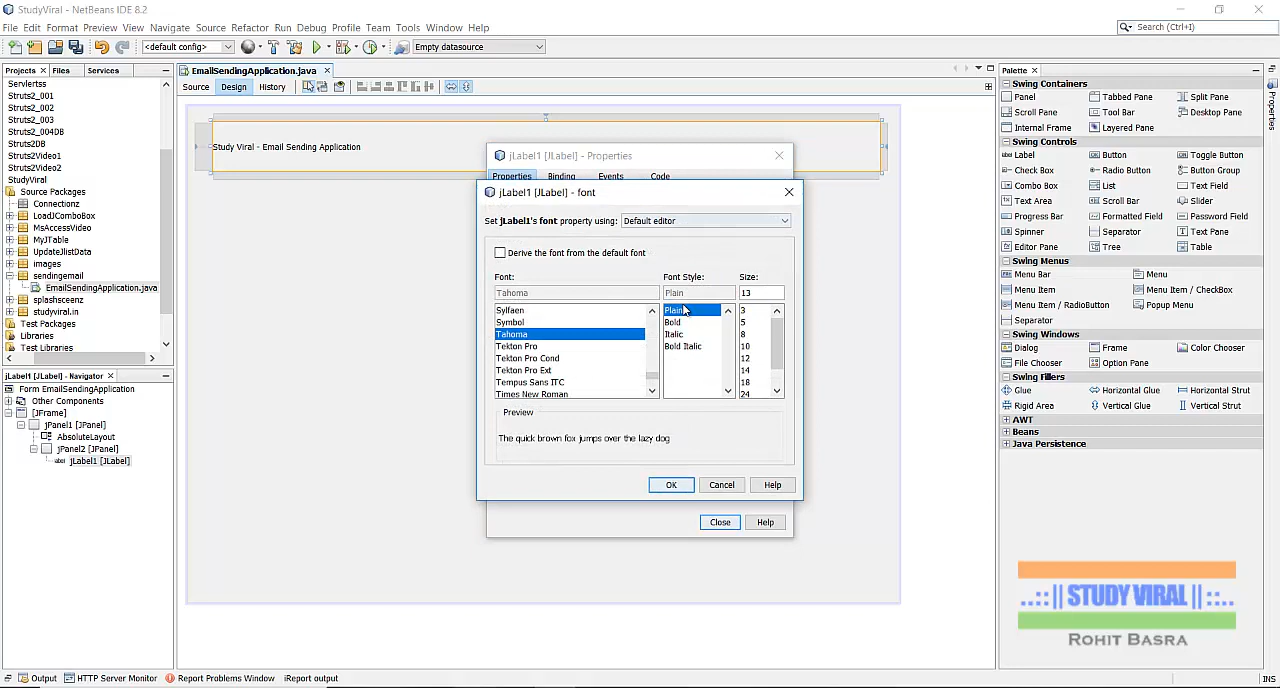 StudyViral - NetBeans IDE 8.2
File Edit Format Navigate Source Refactor Run Debug Profile Team Tools Window Help
View
Preview
Search (Ctrl+I)
<default config>
Empty datasource
Projects
Files
Services
Servlertss
Struts2_001
Struts2_002
Struts2_003
Struts2_004DB
Struts2DB
Struts2Video1
Struts2Video2
StudyViral
Source Packages
Connectionz
LoadJComboBox
MsAccessVideo
MyJTable
UpdateJlistData
images
sendingemail
EmailSendingApplication.java
splashsceenz
studyviral.in
Test Packages
Libraries
Test Libraries
jLabel1 [JLabel] - Navigator
Form EmailSendingApplication
Other Components
[JFrame]
jPanel1 [JPanel]
AbsoluteLayout
jPanel2 [JPanel]
jLabel1 [JLabel]
EmailSendingApplication.java
Source Design History
Study Viral - Email Sending Application
jLabel1 [JLabel] - Properties
Properties Binding Events Code
jLabel1 [JLabel] - font
Set jLabel1's font property using: Default editor
Derive the font from the default font
Font: Font Style: Size:
Tahoma Plain 13
Sylfaen
Symbol
Tahoma
Tekton Pro
Tekton Pro Cond
Tekton Pro Ext
Tempus Sans ITC
Times New Roman
Plain
Bold
Italic
Bold Italic
3
5
8
10
12
14
18
24
Preview
The quick brown fox jumps over the lazy dog
OK Cancel Help
Close Help
Palette
Swing Containers
Panel Tabbed Pane Split Pane
Scroll Pane Tool Bar Desktop Pane
Internal Frame Layered Pane
Swing Controls
Label Button Toggle Button
Check Box Radio Button Button Group
Combo Box List Text Field
Text Area Scroll Bar Slider
Progress Bar Formatted Field Password Field
Spinner Separator Text Pane
Editor Pane Tree Table
Swing Menus
Menu Bar Menu
Menu Item Menu Item / CheckBox
Menu Item / RadioButton Popup Menu
Separator
Swing Windows
Dialog Frame Color Chooser
File Chooser Option Pane
Swing Fillers
Glue Horizontal Glue Horizontal Strut
Rigid Area Vertical Glue Vertical Strut
AWT
Beans
Java Persistence
Properties
..::|| STUDY VIRAL ||::..
ROHIT BASRA
Output HTTP Server Monitor Report Problems Window iReport output
INS